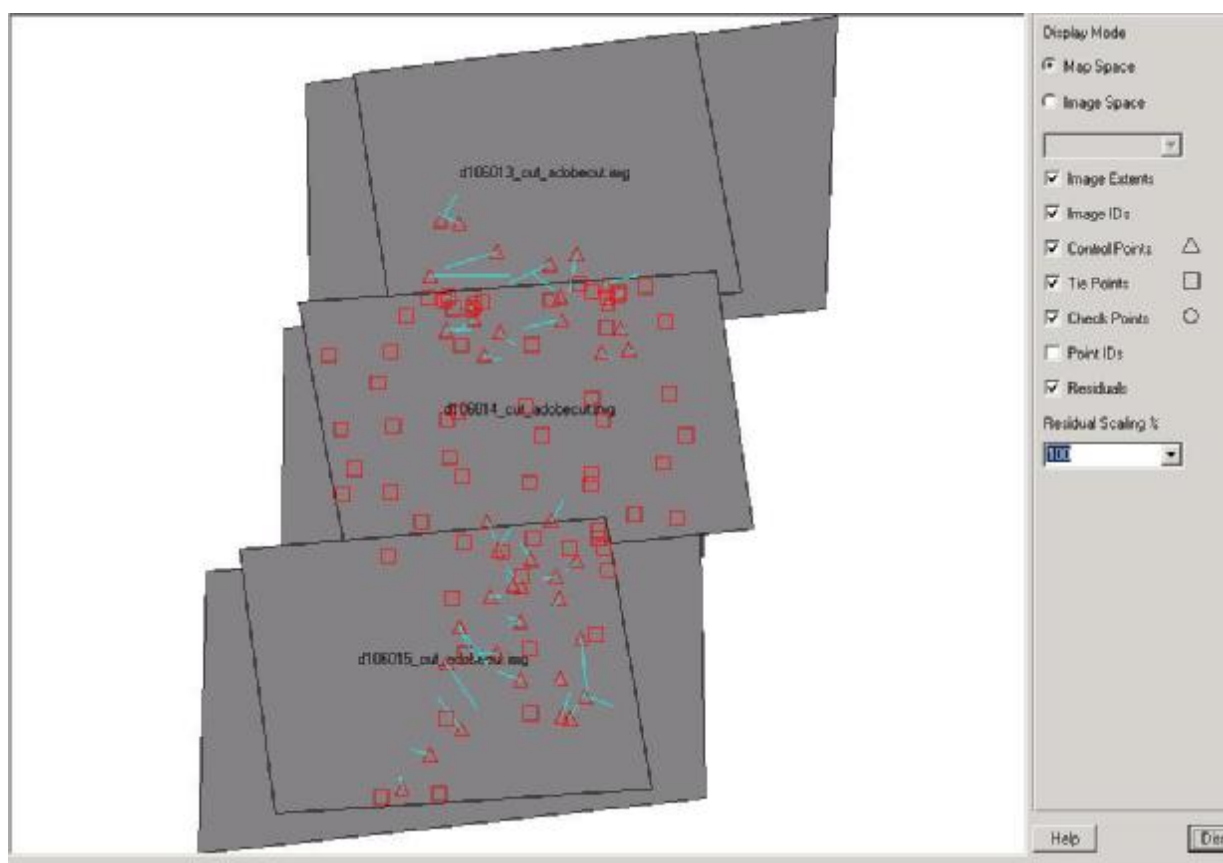 Display Mode
Map Space
Image Space
Image Extents
Image IDs
Control Points
Tie Points
Check Points
Point IDs
Residuals
Residual Scaling %
100
Help
d106013_cut_adobecut.img
d106014_cut_adobecut.img